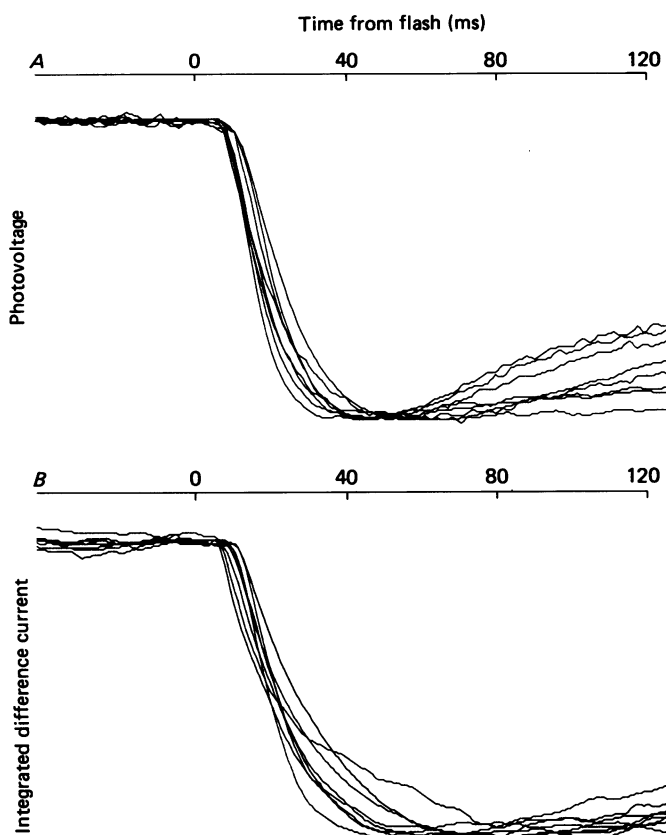 Time from flash (ms)
A 0 40 80 120
Photovoltage
B 0 40 80 120
Integrated difference current